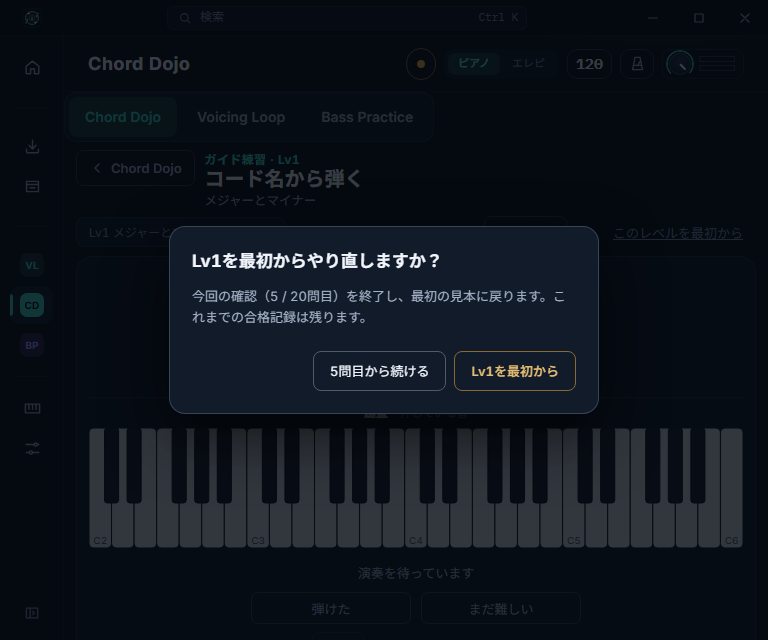 検索
Ctrl K
Chord Dojo
ピアノ
エレピ
120
Chord Dojo
Voicing Loop
Bass Practice
Chord Dojo
ガイド練習 · Lv1
コード名から弾く
メジャーとマイナー
Lv1 メジャーと
このレベルを最初から
Lv1を最初からやり直しますか？
今回の確認（5 / 20問目）を終了し、最初の見本に戻ります。こ
れまでの合格記録は残ります。
5問目から続ける
Lv1を最初から
VL
CD
BP
C2
C3
C4
C5
C6
演奏を待っています
弾けた
まだ難しい